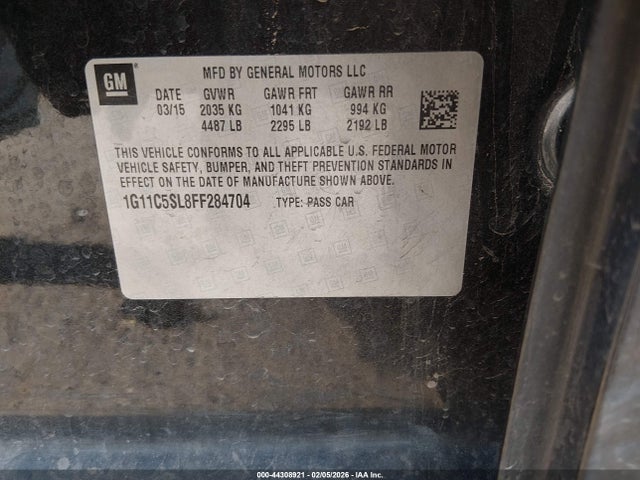 GM
MFD BY GENERAL MOTORS LLC
DATE GVWR GAWR FRT GAWR RR
03/15 2035 KG 1041 KG 994 KG
4487 LB 2295 LB 2192 LB
THIS VEHICLE CONFORMS TO ALL APPLICABLE U.S. FEDERAL MOTOR
VEHICLE SAFETY, BUMPER, AND THEFT PREVENTION STANDARDS IN
EFFECT ON THE DATE OF MANUFACTURE SHOWN ABOVE.
1G11C5SL8FF284704 TYPE: PASS CAR
000-44308921 - 02/05/2026 - IAA Inc.